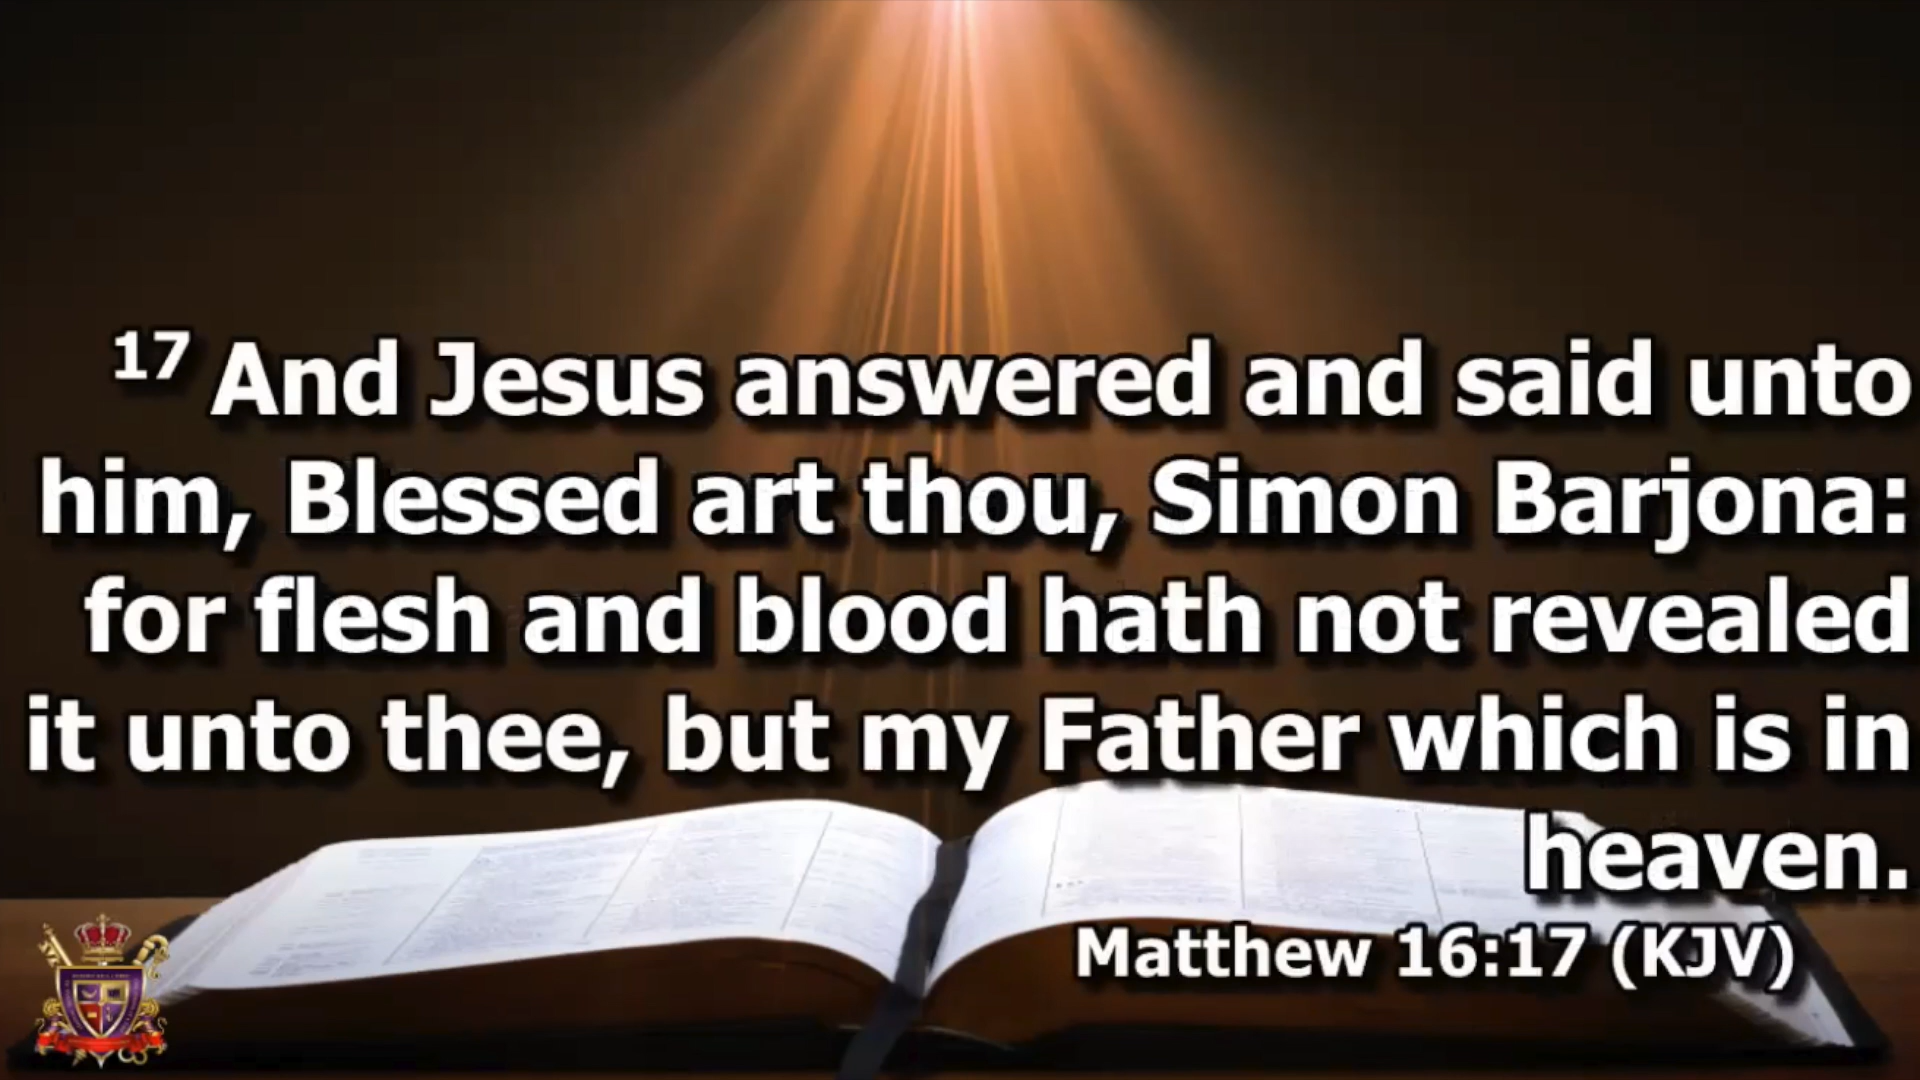 17 And Jesus answered and said unto
him, Blessed art thou, Simon Barjona:
for flesh and blood hath not revealed
it unto thee, but my Father which is in
heaven.
Matthew 16:17 (KJV)